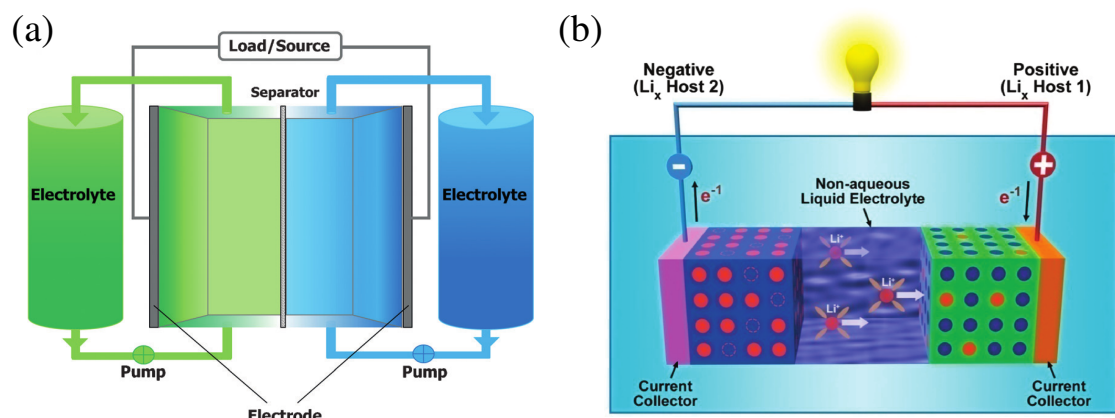 (a)
Load/Source
Separator
Electrolyte
Electrolyte
Pump
Pump
Electrode
(b)
Negative
(Liₓ Host 2)
Positive
(Liₓ Host 1)
-
+
e⁻¹
e⁻¹
Non-aqueous
Liquid Electrolyte
Li⁺
Li⁺
Li⁺
Current
Collector
Current
Collector